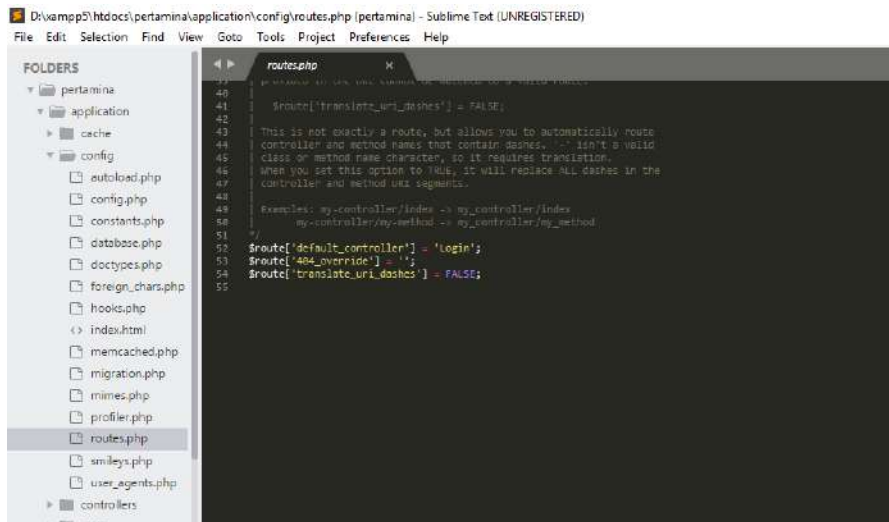 D:\xampp5\htdocs\pertamina\application\config\routes.php (pertamina) - Sublime Text (UNREGISTERED)
File Edit Selection Find View Goto Tools Project Preferences Help
FOLDERS
pertamina
application
cache
config
autoload.php
config.php
constants.php
database.php
doctypes.php
foreign_chars.php
hooks.php
<> index.html
memcached.php
migration.php
mimes.php
profiler.php
routes.php
smileys.php
user_agents.php
controllers
routes.php ×
39
40 |
41 | $route['translate_uri_dashes'] = FALSE;
42 |
43 | This is not exactly a route, but allows you to automatically route
44 | controller and method names that contain dashes. '-' isn't a valid
45 | class or method name character, so it requires translation.
46 | When you set this option to TRUE, it will replace ALL dashes in the
47 | controller and method URI segments.
48 |
49 | Examples: my-controller/index -> my_controller/index
50 | my-controller/my-method -> my_controller/my_method
51 */
52 $route['default_controller'] = 'Login';
53 $route['404_override'] = '';
54 $route['translate_uri_dashes'] = FALSE;
55